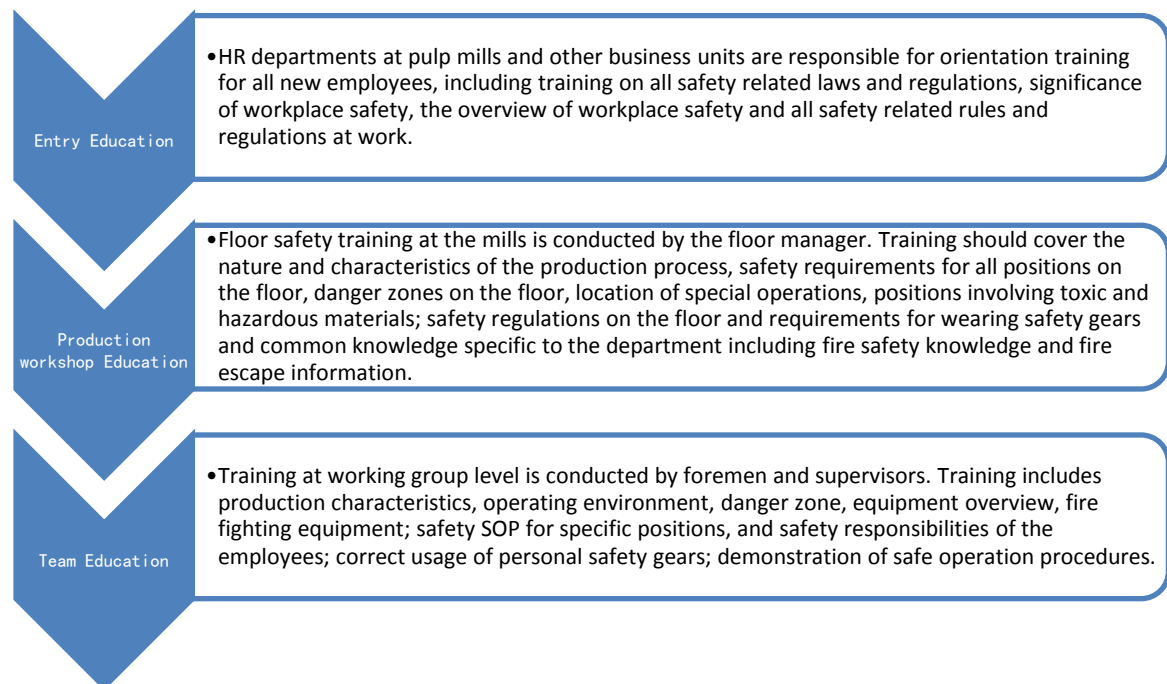 Entry Education
•HR departments at pulp mills and other business units are responsible for orientation training
for all new employees, including training on all safety related laws and regulations, significance
of workplace safety, the overview of workplace safety and all safety related rules and
regulations at work.
Production
workshop Education
•Floor safety training at the mills is conducted by the floor manager. Training should cover the
nature and characteristics of the production process, safety requirements for all positions on
the floor, danger zones on the floor, location of special operations, positions involving toxic and
hazardous materials; safety regulations on the floor and requirements for wearing safety gears
and common knowledge specific to the department including fire safety knowledge and fire
escape information.
Team Education
•Training at working group level is conducted by foremen and supervisors. Training includes
production characteristics, operating environment, danger zone, equipment overview, fire
fighting equipment; safety SOP for specific positions, and safety responsibilities of the
employees; correct usage of personal safety gears; demonstration of safe operation procedures.